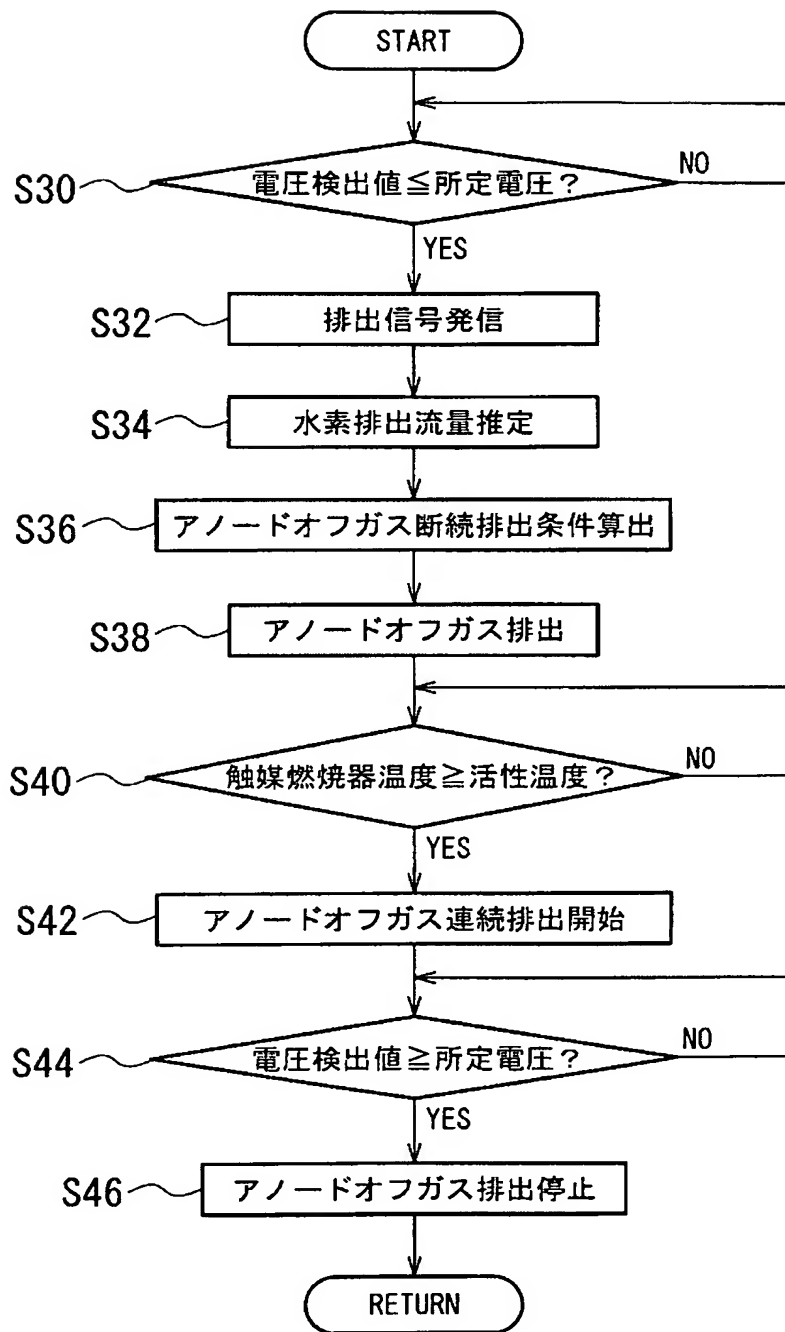 START
S30
電圧検出値≦所定電圧?
NO
YES
S32
排出信号発信
S34
水素排出流量推定
S36
アノードオフガス断続排出条件算出
S38
アノードオフガス排出
S40
触媒燃焼器温度≧活性温度?
NO
YES
S42
アノードオフガス連続排出開始
S44
電圧検出値≧所定電圧?
NO
YES
S46
アノードオフガス排出停止
RETURN